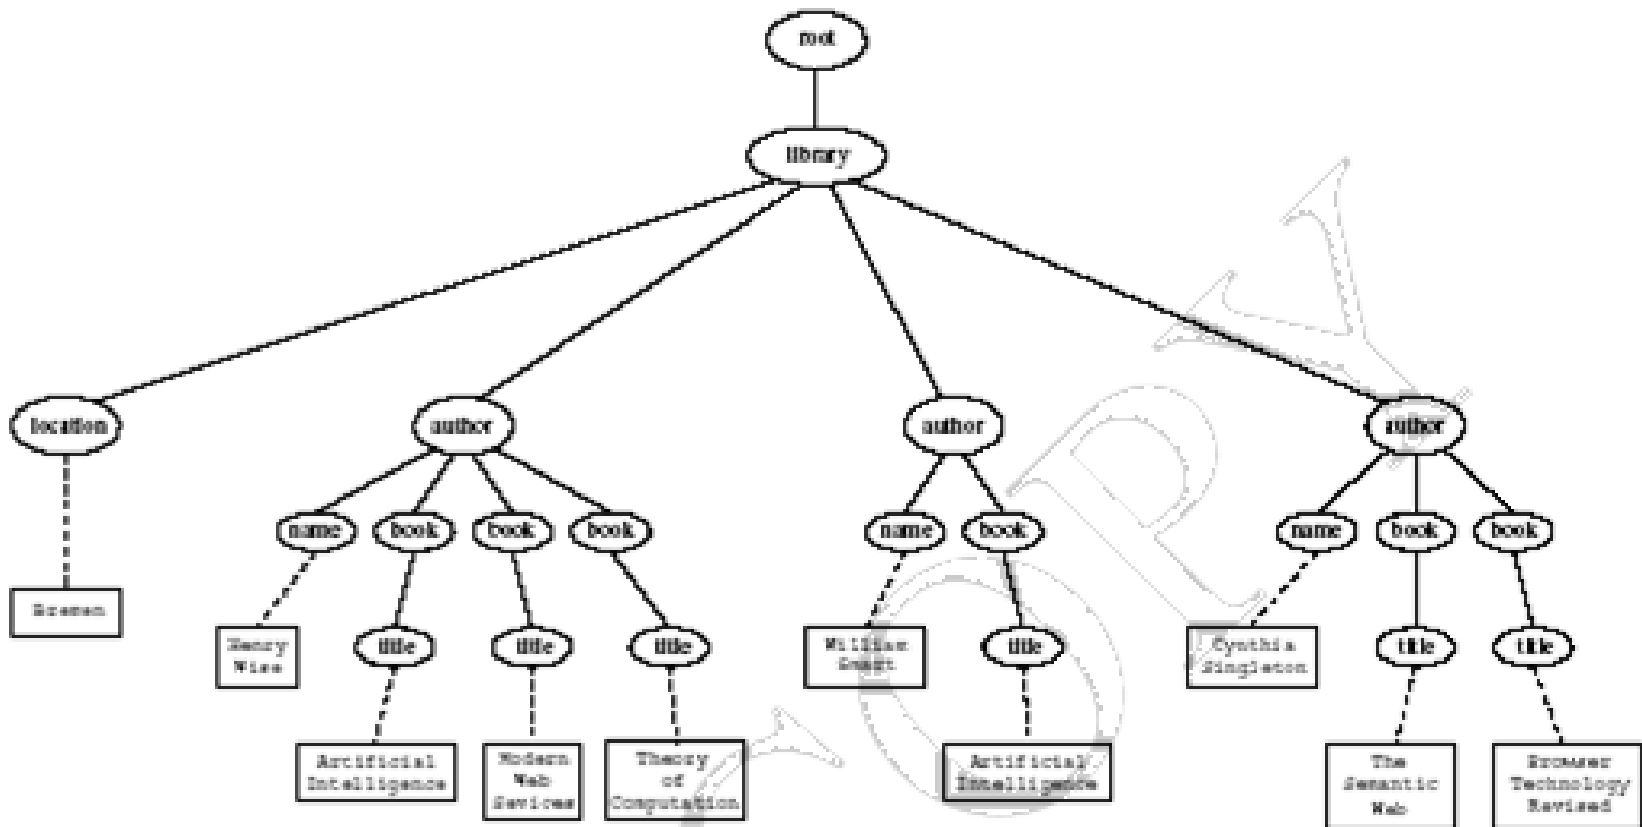 root
library
location
author
author
author
name
book
book
book
name
book
name
book
book
Bremen
Henry
Wise
title
title
title
William
Smart
title
Cynthia
Singleton
title
title
Artificial
Intelligence
Modern
Web
Sevices
Theory
of
Computation
Artificial
Intelligence
The
Semantic
Web
Browser
Technology
Revised
COPY